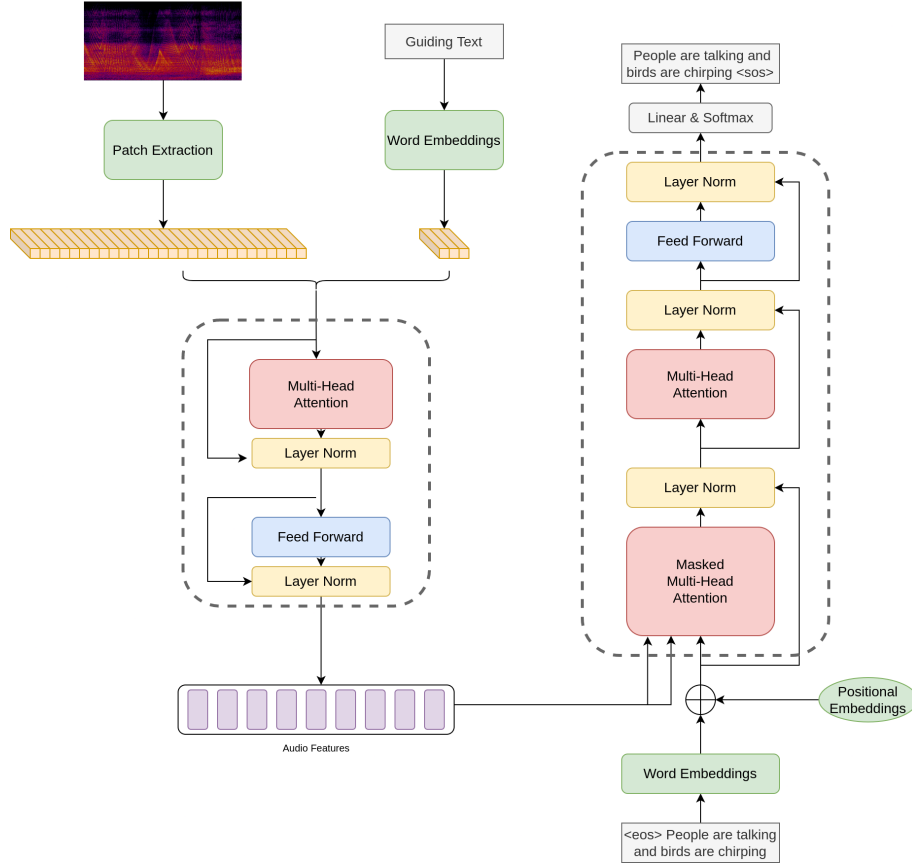 Guiding Text
Patch Extraction
Word Embeddings
Multi-Head
Attention
Layer Norm
Feed Forward
Layer Norm
Audio Features
People are talking and
birds are chirping <sos>
Linear & Softmax
Layer Norm
Feed Forward
Layer Norm
Multi-Head
Attention
Layer Norm
Masked
Multi-Head
Attention
Positional
Embeddings
Word Embeddings
<eos> People are talking
and birds are chirping